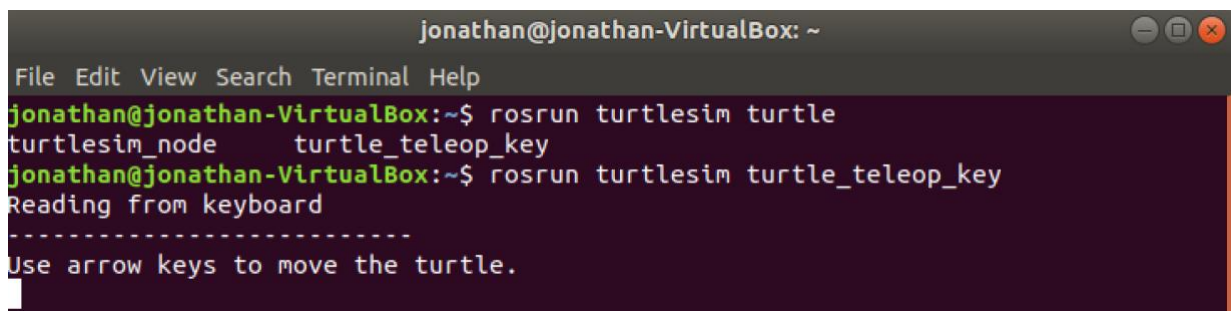 jonathan@jonathan-VirtualBox: ~
File Edit View Search Terminal Help
jonathan@jonathan-VirtualBox:~$ rosrun turtlesim turtle
turtlesim_node     turtle_teleop_key
jonathan@jonathan-VirtualBox:~$ rosrun turtlesim turtle_teleop_key
Reading from keyboard
---------------------------
Use arrow keys to move the turtle.